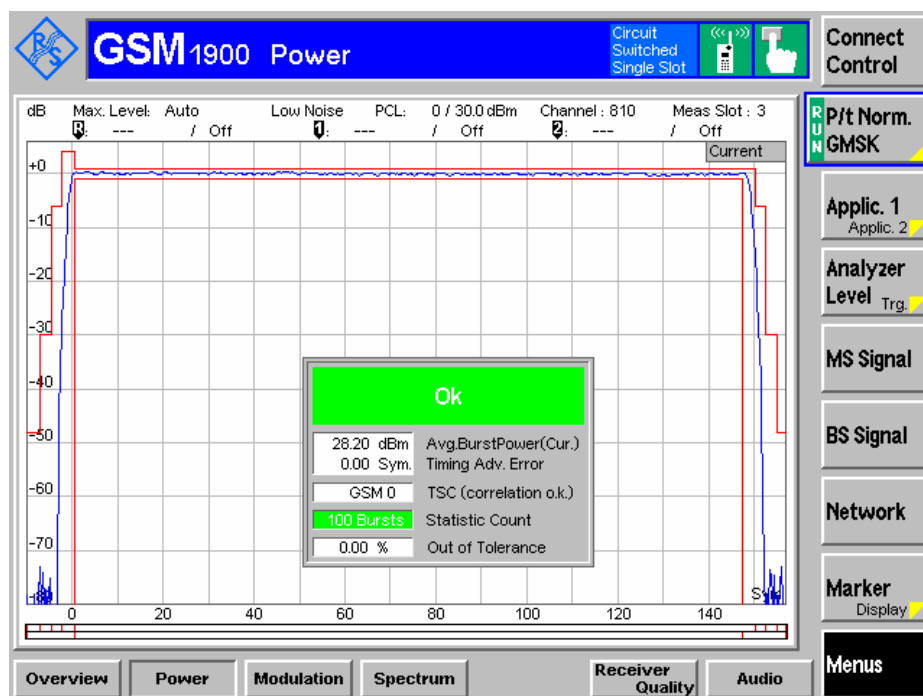 R&S
GSM 1900 Power
Circuit
Switched
Single Slot
Connect
Control
dB Max. Level: Auto Low Noise PCL: 0 / 30.0 dBm Channel : 810 Meas Slot : 3
R: --- / Off 1: --- / Off 2: --- / Off
RUN
P/t Norm.
GMSK
Current
+0
-10
-20
-30
-40
-50
-60
-70
-80
Applic. 1
Applic. 2
Analyzer
Level Trg.
MS Signal
BS Signal
Network
Marker
Display
Menus
Ok
28.20 dBm Avg.BurstPower(Cur.)
0.00 Sym. Timing Adv. Error
GSM 0 TSC (correlation o.k.)
100 Bursts Statistic Count
0.00 % Out of Tolerance
0 20 40 60 80 100 120 140
Overview Power Modulation Spectrum Receiver Quality Audio